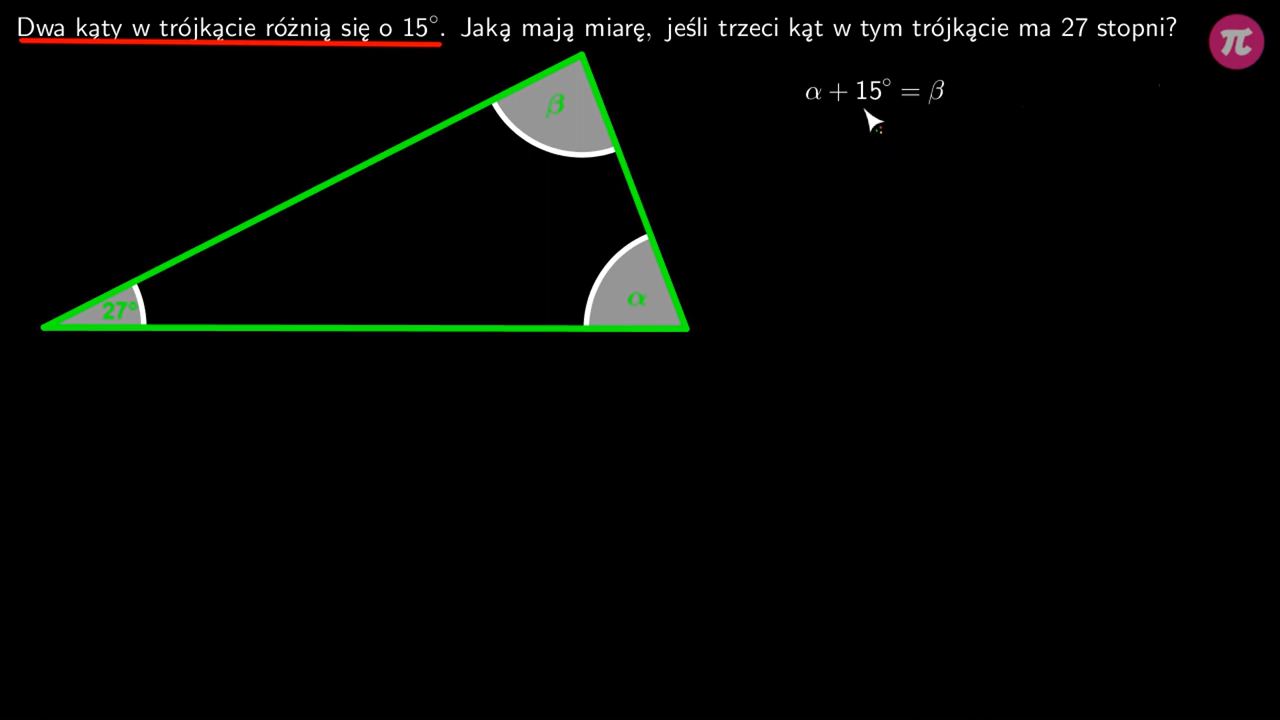 Dwa kąty w trójkącie różnią się o 15°. Jaką mają miarę, jeśli trzeci kąt w tym trójkącie ma 27 stopni?
π
α + 15° = β
β
27°
α